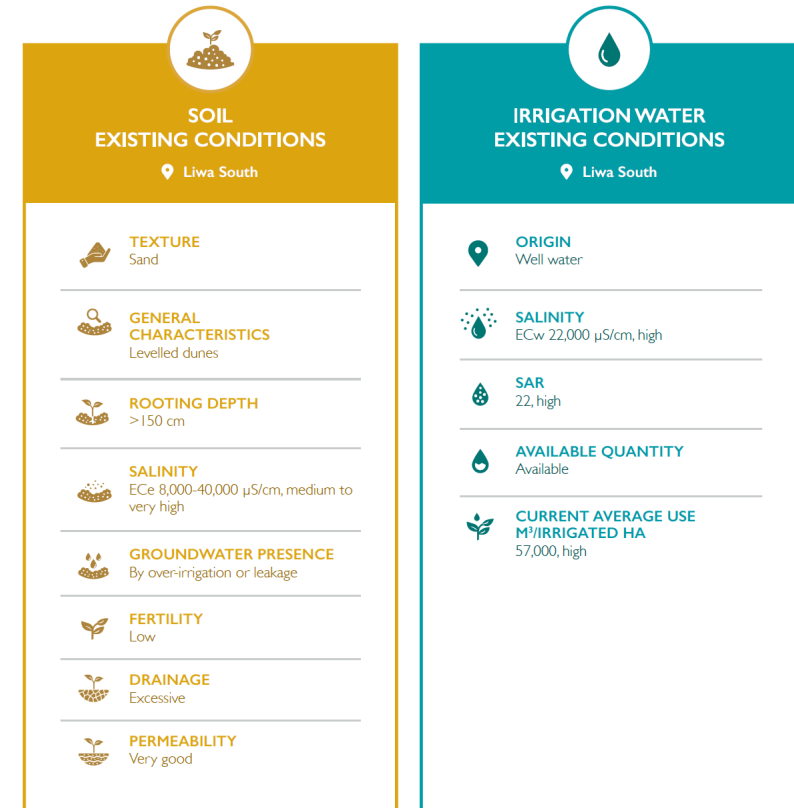 SOIL
EXISTING CONDITIONS
Liwa South
TEXTURE
Sand
GENERAL
CHARACTERISTICS
Levelled dunes
ROOTING DEPTH
>150 cm
SALINITY
ECe 8,000-40,000 µS/cm, medium to
very high
GROUNDWATER PRESENCE
By over-irrigation or leakage
FERTILITY
Low
DRAINAGE
Excessive
PERMEABILITY
Very good
IRRIGATION WATER
EXISTING CONDITIONS
Liwa South
ORIGIN
Well water
SALINITY
ECw 22,000 µS/cm, high
SAR
22, high
AVAILABLE QUANTITY
Available
CURRENT AVERAGE USE
M³/IRRIGATED HA
57,000, high